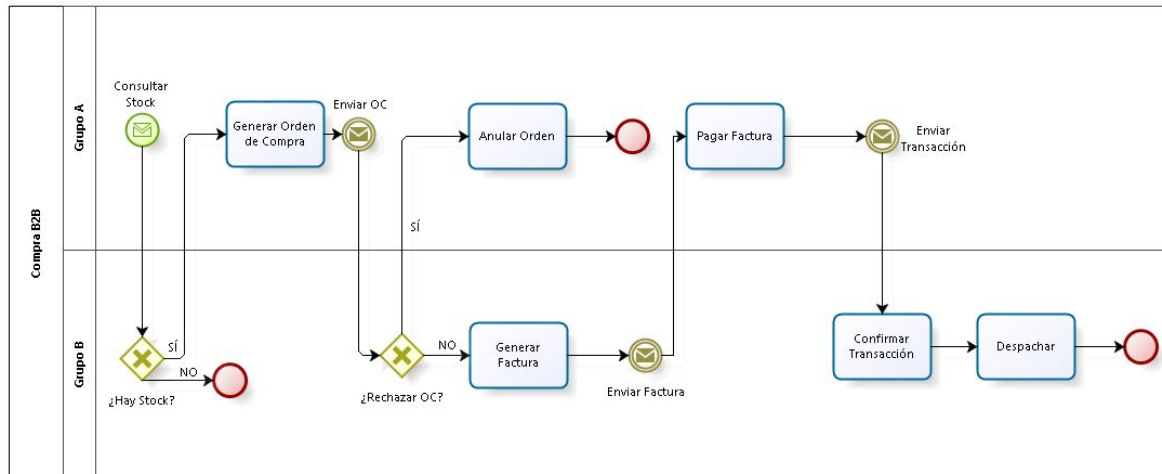 Compra B2B
Grupo A
Consultar
Stock
Generar Orden
de Compra
Enviar OC
Anular Orden
Pagar Factura
Enviar
Transacción
SÍ
Grupo B
SÍ
NO
¿Hay Stock?
NO
¿Rechazar OC?
Generar
Factura
Enviar Factura
Confirmar
Transacción
Despachar